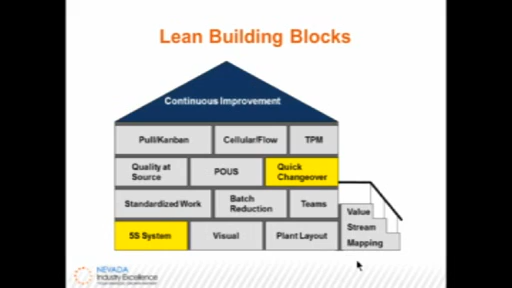 Lean Building Blocks
Continuous Improvement
Pull/Kanban
Cellular/Flow
TPM
Quality at
Source
POUS
Quick
Changeover
Standardized Work
Batch
Reduction
Teams
5S System
Visual
Plant Layout
Value
Stream
Mapping
NEVADA
Industry Excellence